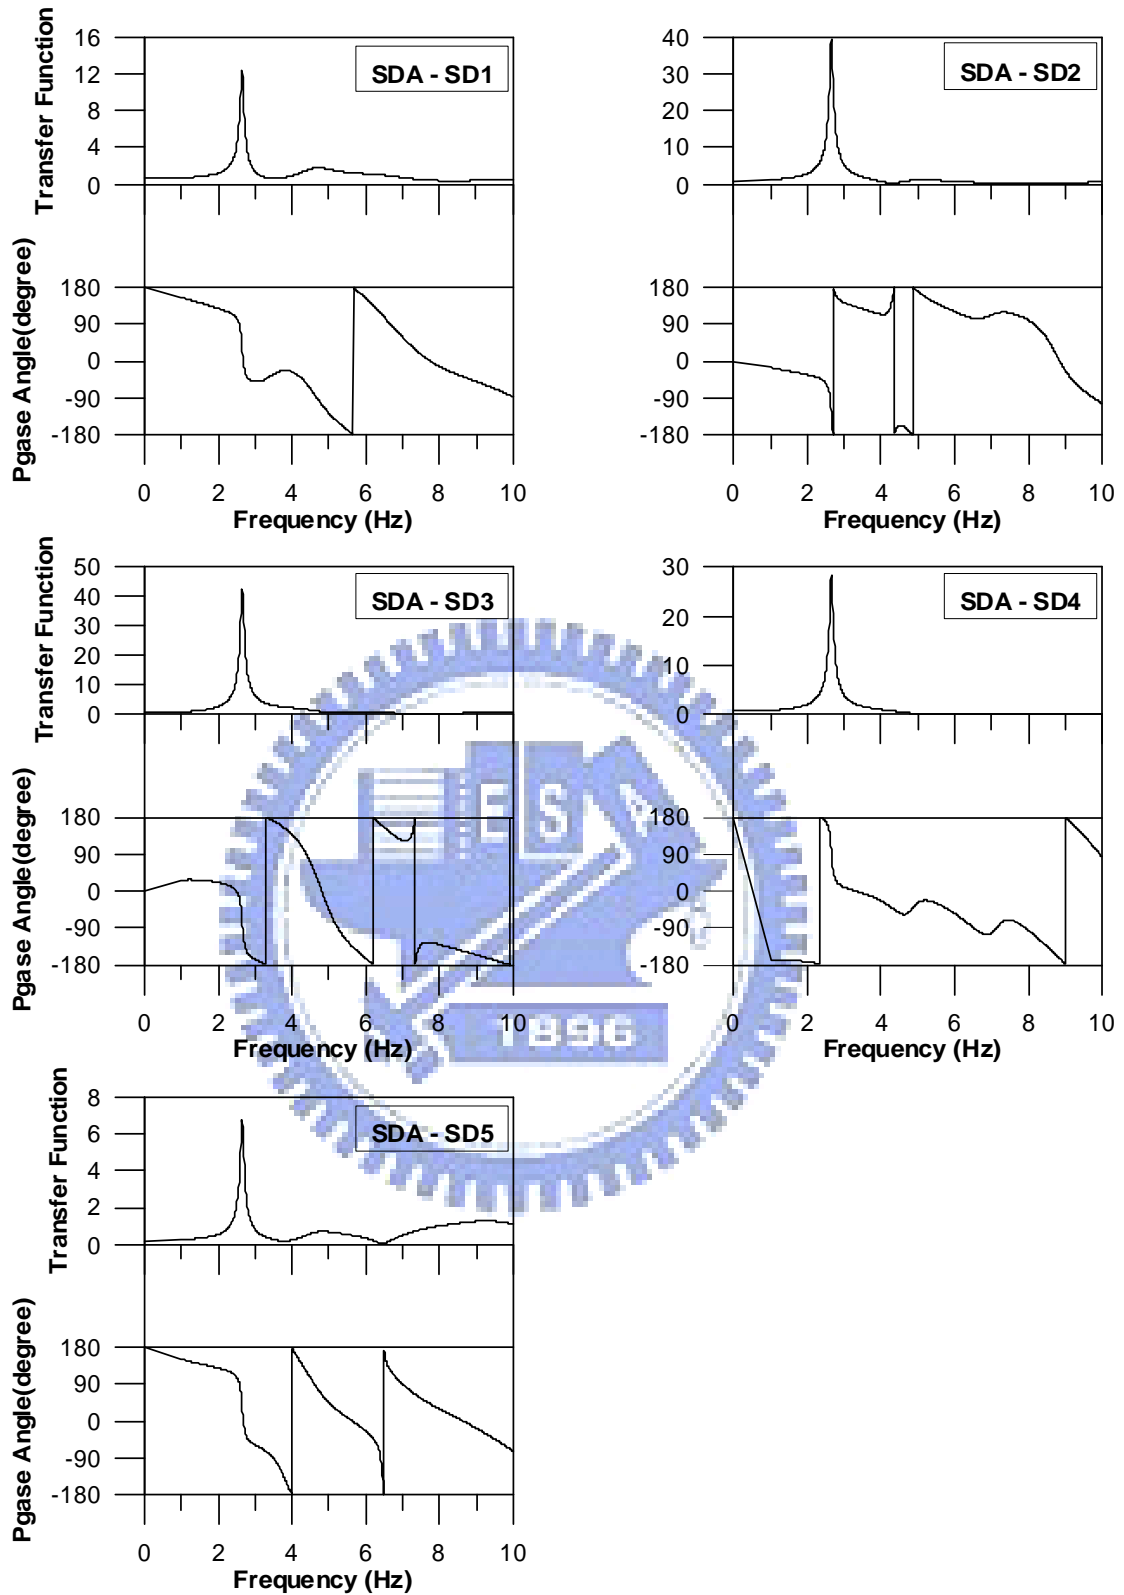 Transfer Function
16
12
8
4
0
SDA - SD1
Pgase Angle(degree)
180
90
0
-90
-180
0 2 4 6 8 10
Frequency (Hz)
40
30
20
10
0
SDA - SD2
180
90
0
-90
-180
0 2 4 6 8 10
Frequency (Hz)
Transfer Function
50
40
30
20
10
0
SDA - SD3
Pgase Angle(degree)
180
90
0
-90
-180
0 2 4 6 8 10
Frequency (Hz)
30
20
10
0
SDA - SD4
180
90
0
-90
-180
0 2 4 6 8 10
Frequency (Hz)
Transfer Function
8
6
4
2
0
SDA - SD5
Pgase Angle(degree)
180
90
0
-90
-180
0 2 4 6 8 10
Frequency (Hz)
E S A
1896